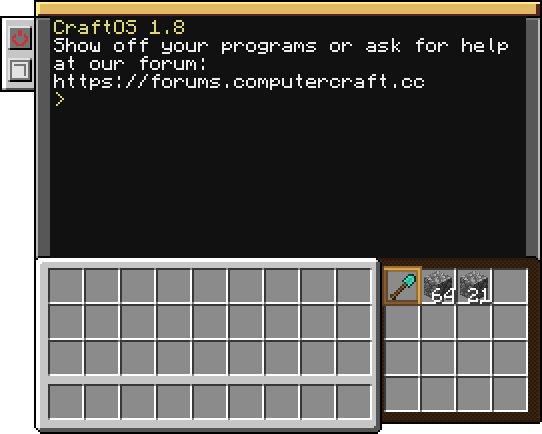 CraftOS 1.8
Show off your programs or ask for help
at our forum:
https://forums.computercraft.cc
>
64 21